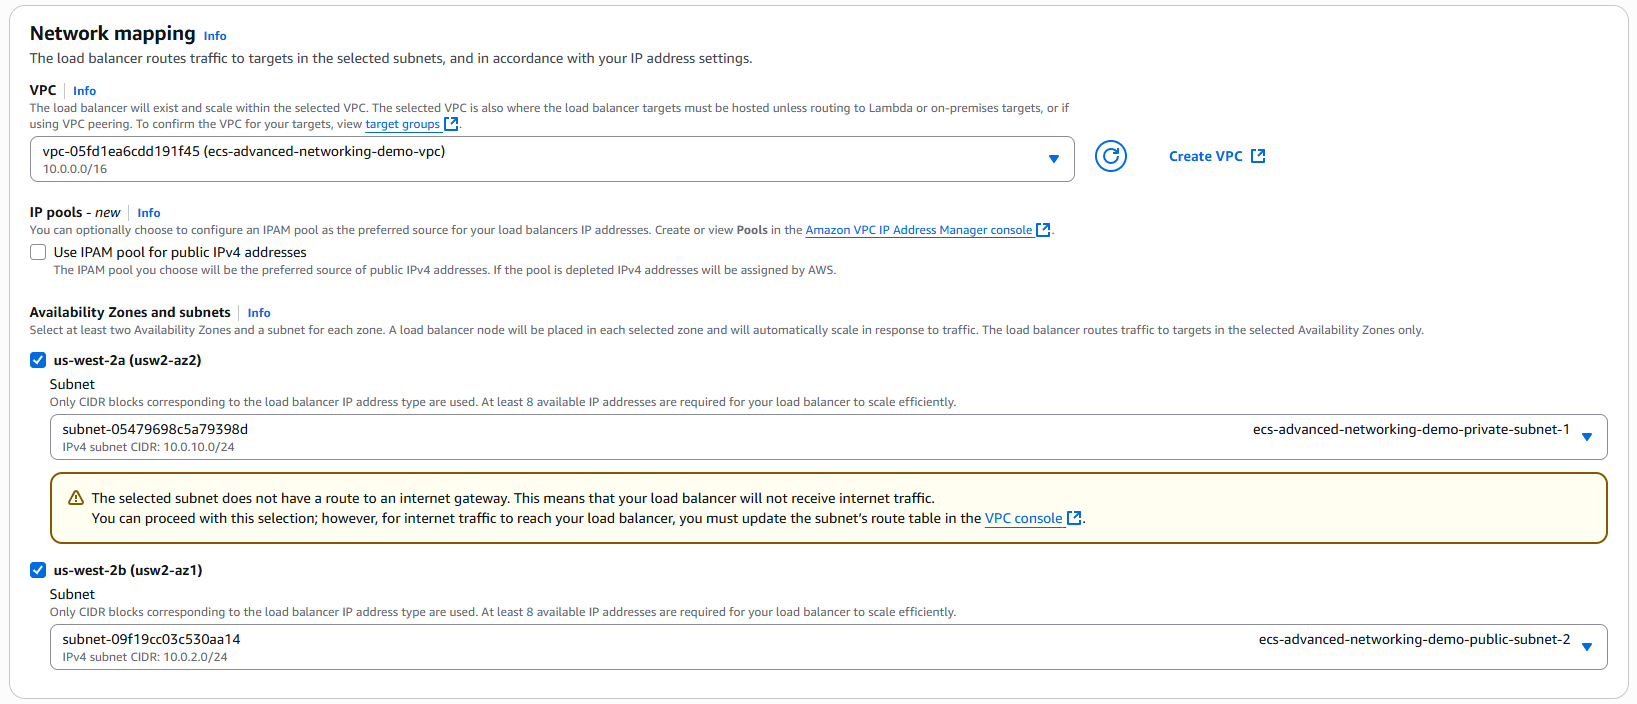 Network mapping Info
The load balancer routes traffic to targets in the selected subnets, and in accordance with your IP address settings.
VPC Info
The load balancer will exist and scale within the selected VPC. The selected VPC is also where the load balancer targets must be hosted unless routing to Lambda or on-premises targets, or if
using VPC peering. To confirm the VPC for your targets, view target groups.
vpc-05fd1ea6cdd191f45 (ecs-advanced-networking-demo-vpc)
10.0.0.0/16
Create VPC
IP pools - new Info
You can optionally choose to configure an IPAM pool as the preferred source for your load balancers IP addresses. Create or view Pools in the Amazon VPC IP Address Manager console.
Use IPAM pool for public IPv4 addresses
The IPAM pool you choose will be the preferred source of public IPv4 addresses. If the pool is depleted IPv4 addresses will be assigned by AWS.
Availability Zones and subnets Info
Select at least two Availability Zones and a subnet for each zone. A load balancer node will be placed in each selected zone and will automatically scale in response to traffic. The load balancer routes traffic to targets in the selected Availability Zones only.
us-west-2a (usw2-az2)
Subnet
Only CIDR blocks corresponding to the load balancer IP address type are used. At least 8 available IP addresses are required for your load balancer to scale efficiently.
subnet-05479698c5a79398d ecs-advanced-networking-demo-private-subnet-1
IPv4 subnet CIDR: 10.0.10.0/24
The selected subnet does not have a route to an internet gateway. This means that your load balancer will not receive internet traffic.
You can proceed with this selection; however, for internet traffic to reach your load balancer, you must update the subnet's route table in the VPC console.
us-west-2b (usw2-az1)
Subnet
Only CIDR blocks corresponding to the load balancer IP address type are used. At least 8 available IP addresses are required for your load balancer to scale efficiently.
subnet-09f19cc03c530aa14 ecs-advanced-networking-demo-public-subnet-2
IPv4 subnet CIDR: 10.0.2.0/24